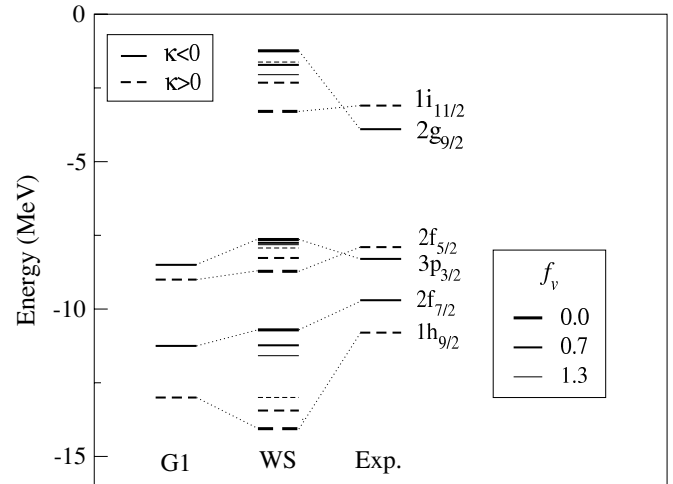 0
κ<0
κ>0
1i11/2
2g9/2
-5
Energy (MeV)
2f5/2
3p3/2
fv
2f7/2
0.0
-10
1h9/2
0.7
1.3
-15
G1
WS
Exp.